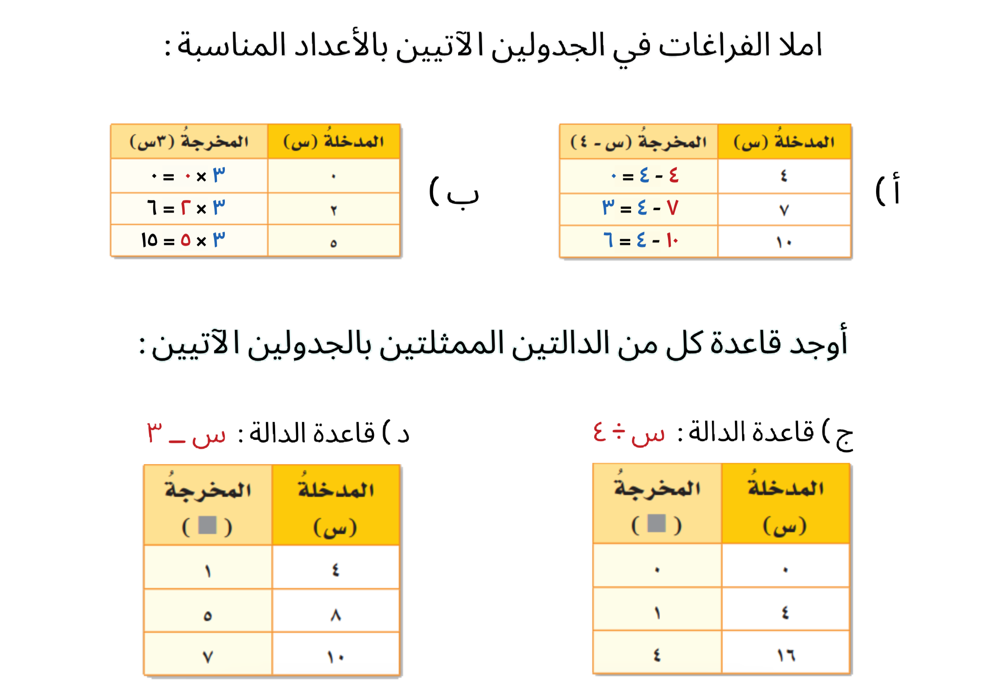 املا الفراغات في الجدولين الآتيين بالأعداد المناسبة :
أ )
المدخلةُ (س) المخرجةُ (س - ٤)
٤ ٤ - ٤ = ٠
٧ ٧ - ٤ = ٣
١٠ ١٠ - ٤ = ٦
ب )
المدخلةُ (س) المخرجةُ (٣س)
٠ ٣ × ٠ = ٠
٢ ٣ × ٢ = ٦
٥ ٣ × ٥ = ١٥
أوجد قاعدة كل من الدالتين الممثلتين بالجدولين الآتيين :
ج ) قاعدة الدالة : س ÷ ٤
المدخلةُ المخرجةُ
(س) ( ■ )
٠ ٠
٤ ١
١٦ ٤
د ) قاعدة الدالة : س – ٣
المدخلةُ المخرجةُ
(س) ( ■ )
٤ ١
٨ ٥
١٠ ٧